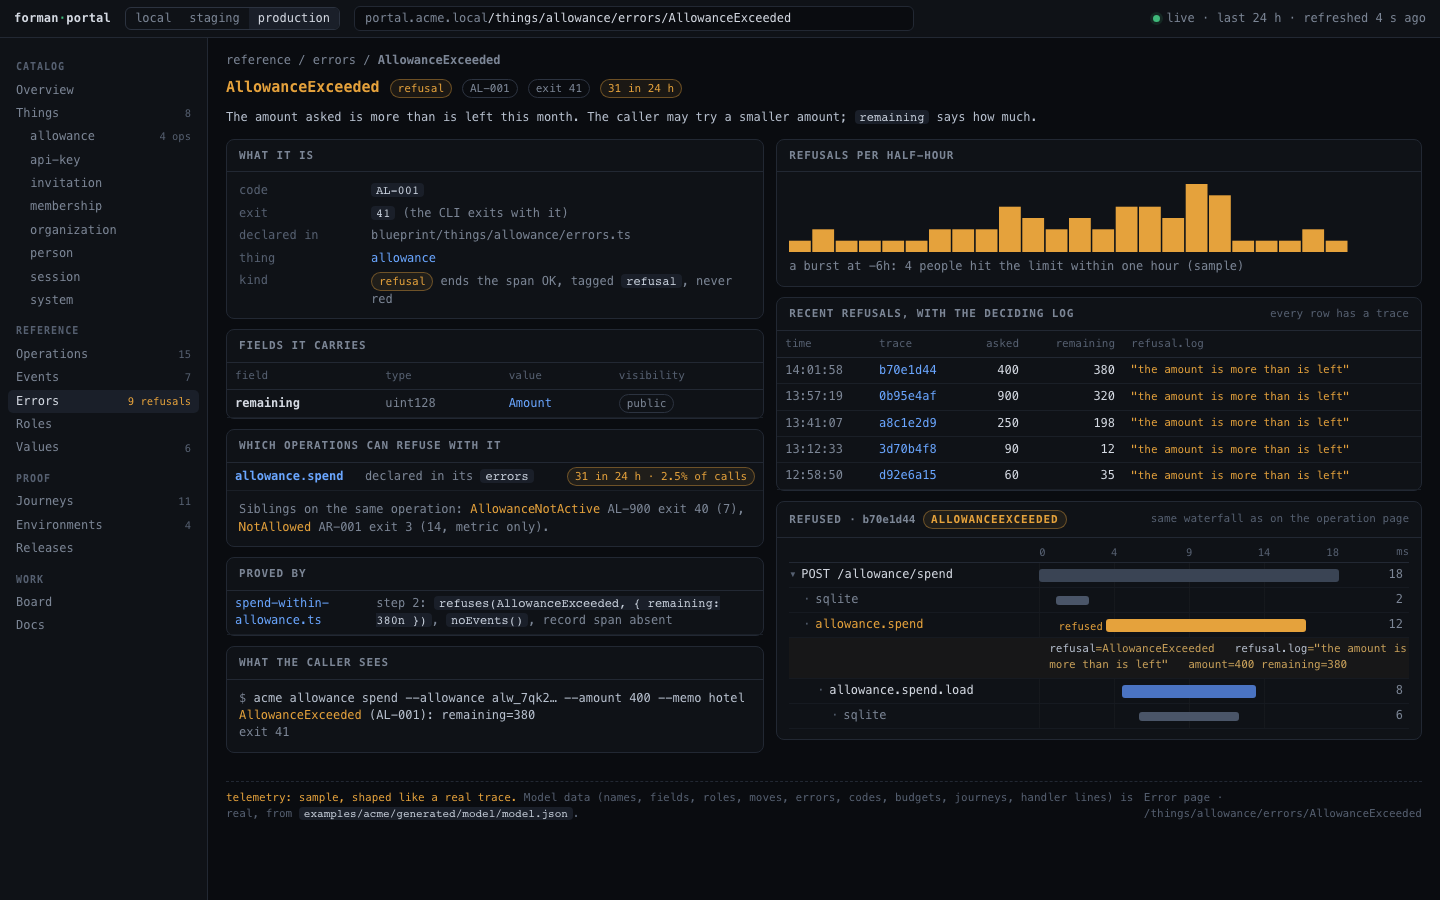 forman·portal
local staging production
portal.acme.local/things/allowance/errors/AllowanceExceeded
live · last 24 h · refreshed 4 s ago
CATALOG
Overview
Things 8
allowance 4 ops
api-key
invitation
membership
organization
person
session
system
REFERENCE
Operations 15
Events 7
Errors 9 refusals
Roles
Values 6
PROOF
Journeys 11
Environments 4
Releases
WORK
Board
Docs
reference / errors / AllowanceExceeded
AllowanceExceeded refusal AL-001 exit 41 31 in 24 h
The amount asked is more than is left this month. The caller may try a smaller amount; remaining says how much.
WHAT IT IS
code AL-001
exit 41 (the CLI exits with it)
declared in blueprint/things/allowance/errors.ts
thing allowance
kind refusal ends the span OK, tagged refusal, never
red
FIELDS IT CARRIES
field type value visibility
remaining uint128 Amount public
WHICH OPERATIONS CAN REFUSE WITH IT
allowance.spend declared in its errors 31 in 24 h · 2.5% of calls
Siblings on the same operation: AllowanceNotActive AL-900 exit 40 (7),
NotAllowed AR-001 exit 3 (14, metric only).
PROVED BY
spend-within-
allowance.ts
step 2: refuses(AllowanceExceeded, { remaining:
380n }), noEvents(), record span absent
WHAT THE CALLER SEES
$ acme allowance spend --allowance alw_7qk2… --amount 400 --memo hotel
AllowanceExceeded (AL-001): remaining=380
exit 41
REFUSALS PER HALF-HOUR
a burst at -6h: 4 people hit the limit within one hour (sample)
RECENT REFUSALS, WITH THE DECIDING LOG every row has a trace
time trace asked remaining refusal.log
14:01:58 b70e1d44 400 380 "the amount is more than is left"
13:57:19 0b95e4af 900 320 "the amount is more than is left"
13:41:07 a8c1e2d9 250 198 "the amount is more than is left"
13:12:33 3d70b4f8 90 12 "the amount is more than is left"
12:58:50 d92e6a15 60 35 "the amount is more than is left"
REFUSED · b70e1d44 ALLOWANCEEXCEEDED same waterfall as on the operation page
0 4 9 14 18 ms
▾ POST /allowance/spend 18
· sqlite 2
· allowance.spend refused 12
refusal=AllowanceExceeded refusal.log="the amount is
more than is left" amount=400 remaining=380
· allowance.spend.load 8
· sqlite 6
telemetry: sample, shaped like a real trace. Model data (names, fields, roles, moves, errors, codes, budgets, journeys, handler lines) is
real, from examples/acme/generated/model/model.json.
Error page ·
/things/allowance/errors/AllowanceExceeded